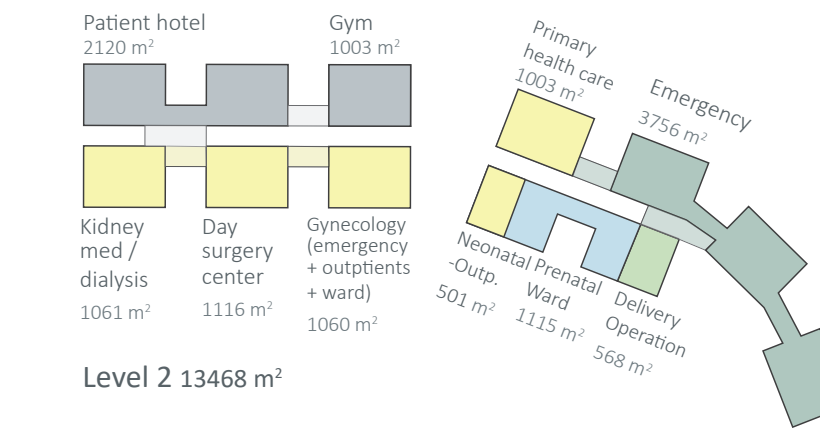 Patient hotel
2120 m²
Gym
1003 m²
Primary
health care
1003 m²
Emergency
3756 m²
Kidney
med /
dialysis
1061 m²
Day
surgery
center
1116 m²
Gynecology
(emergency
+ outptients
+ ward)
1060 m²
Neonatal
-Outp.
501 m²
Prenatal
Ward
1115 m²
Delivery
Operation
568 m²
Level 2 13468 m²